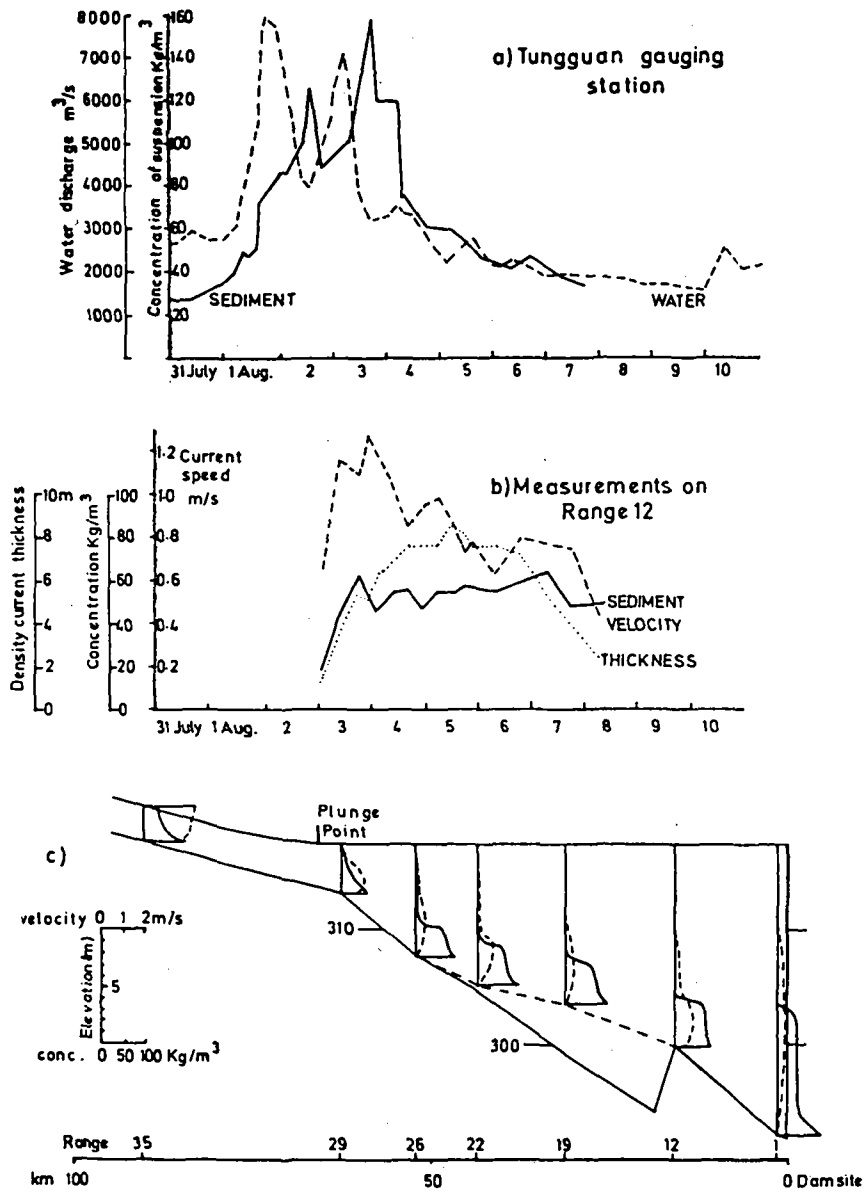 a) Tungguan gauging
station
Water discharge m³/s
8000
7000
6000
5000
4000
3000
2000
1000
Concentration of suspension Kg/m³
160
140
120
100
80
60
40
20
SEDIMENT
WATER
31 July 1 Aug. 2 3 4 5 6 7 8 9 10
b) Measurements on
Range 12
Density current thickness
10m
8
6
4
2
0
Concentration Kg/m³
100
80
60
40
20
0
Current
speed
m/s
1.2
1.0
0.8
0.6
0.4
0.2
SEDIMENT
VELOCITY
THICKNESS
31 July 1 Aug. 2 3 4 5 6 7 8 9 10
c)
Plunge
Point
310
300
velocity 0 1 2m/s
Elevation (m)
5
conc. 0 50 100 Kg/m³
Range 35 29 26 22 19 12 1
km 100 50 0 Dam site